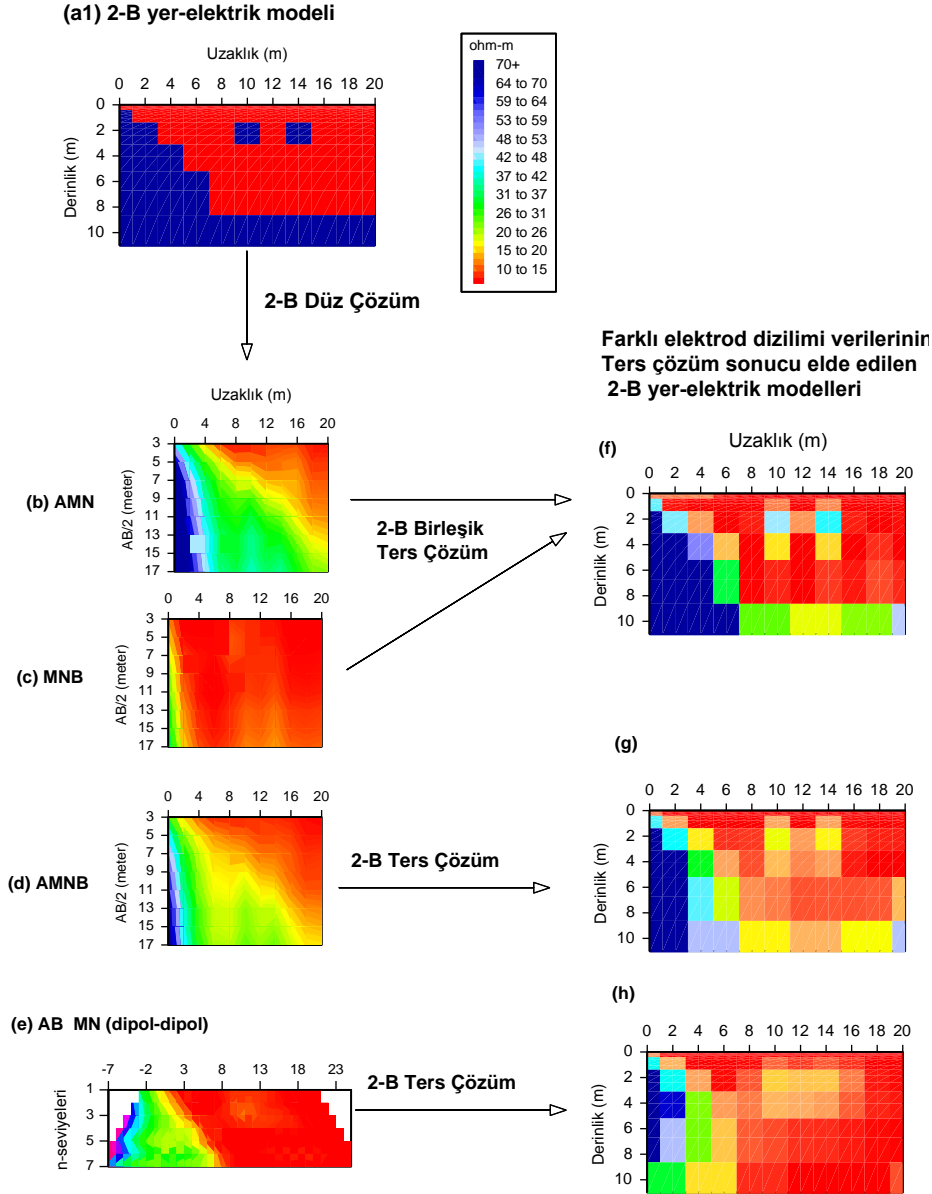 (a1) 2-B yer-elektrik modeli
Uzaklık (m)
0 2 4 6 8 10 12 14 16 18 20
Derinlik (m)
0
2
4
6
8
10
ohm-m
70+
64 to 70
59 to 64
53 to 59
48 to 53
42 to 48
37 to 42
31 to 37
26 to 31
20 to 26
15 to 20
10 to 15
2-B Düz Çözüm
Farklı elektrod dizilimi verilerinin
Ters çözüm sonucu elde edilen
2-B yer-elektrik modelleri
Uzaklık (m)
0 4 8 12 16 20
(b) AMN
AB/2 (meter)
3
5
7
9
11
13
15
17
2-B Birleşik
Ters Çözüm
(f)
Uzaklık (m)
0 2 4 6 8 10 12 14 16 18 20
Derinlik (m)
0
2
4
6
8
10
0 4 8 12 16 20
(c) MNB
AB/2 (meter)
3
5
7
9
11
13
15
17
(g)
0 2 4 6 8 10 12 14 16 18 20
Derinlik (m)
0
2
4
6
8
10
0 4 8 12 16 20
(d) AMNB
AB/2 (meter)
3
5
7
9
11
13
15
17
2-B Ters Çözüm
(h)
0 2 4 6 8 10 12 14 16 18 20
Derinlik (m)
0
2
4
6
8
10
(e) AB MN (dipol-dipol)
-7 -2 3 8 13 18 23
n-seviyeleri
1
3
5
7
2-B Ters Çözüm